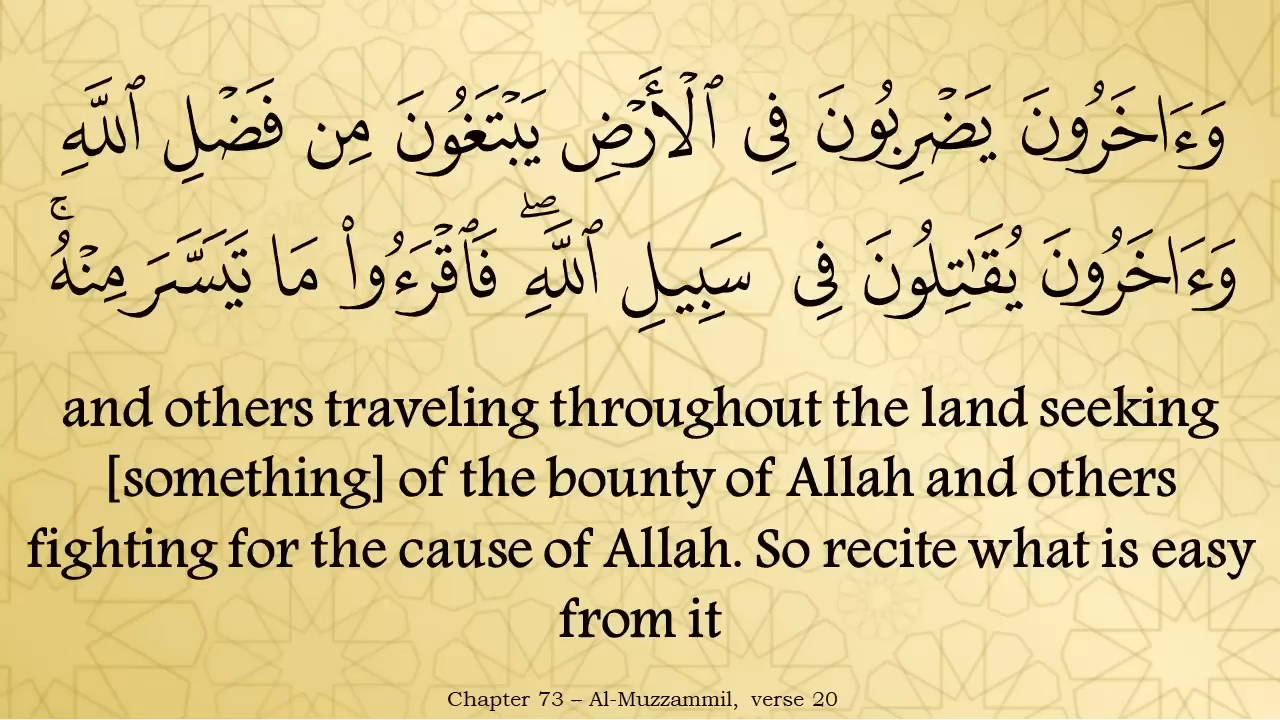 وَءَاخَرُونَ يَضْرِبُونَ فِى ٱلْأَرْضِ يَبْتَغُونَ مِن فَضْلِ ٱللَّهِ
وَءَاخَرُونَ يُقَـٰتِلُونَ فِى سَبِيلِ ٱللَّهِ ۖ فَٱقْرَءُوا۟ مَا تَيَسَّرَ مِنْهُ ۚ
and others traveling throughout the land seeking
[something] of the bounty of Allah and others
fighting for the cause of Allah. So recite what is easy
from it
Chapter 73 – Al-Muzzammil, verse 20